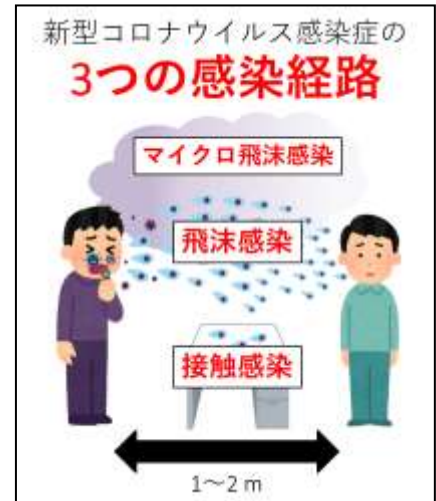 新型コロナウイルス感染症の
3つの感染経路
マイクロ飛沫感染
飛沫感染
接触感染
1～2 m